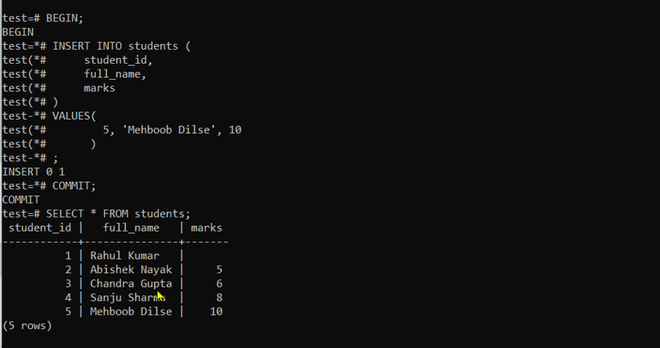 test=# BEGIN;
BEGIN
test=*# INSERT INTO students (
test(*#      student_id,
test(*#      full_name,
test(*#      marks
test(*# )
test-*# VALUES(
test(*#         5, 'Mehboob Dilse', 10
test(*#       )
test-*# ;
INSERT 0 1
test=*# COMMIT;
COMMIT
test=# SELECT * FROM students;
 student_id |   full_name   | marks
------------+---------------+-------
          1 | Rahul Kumar   |
          2 | Abishek Nayak |     5
          3 | Chandra Gupta |     6
          4 | Sanju Sharma  |     8
          5 | Mehboob Dilse |    10
(5 rows)